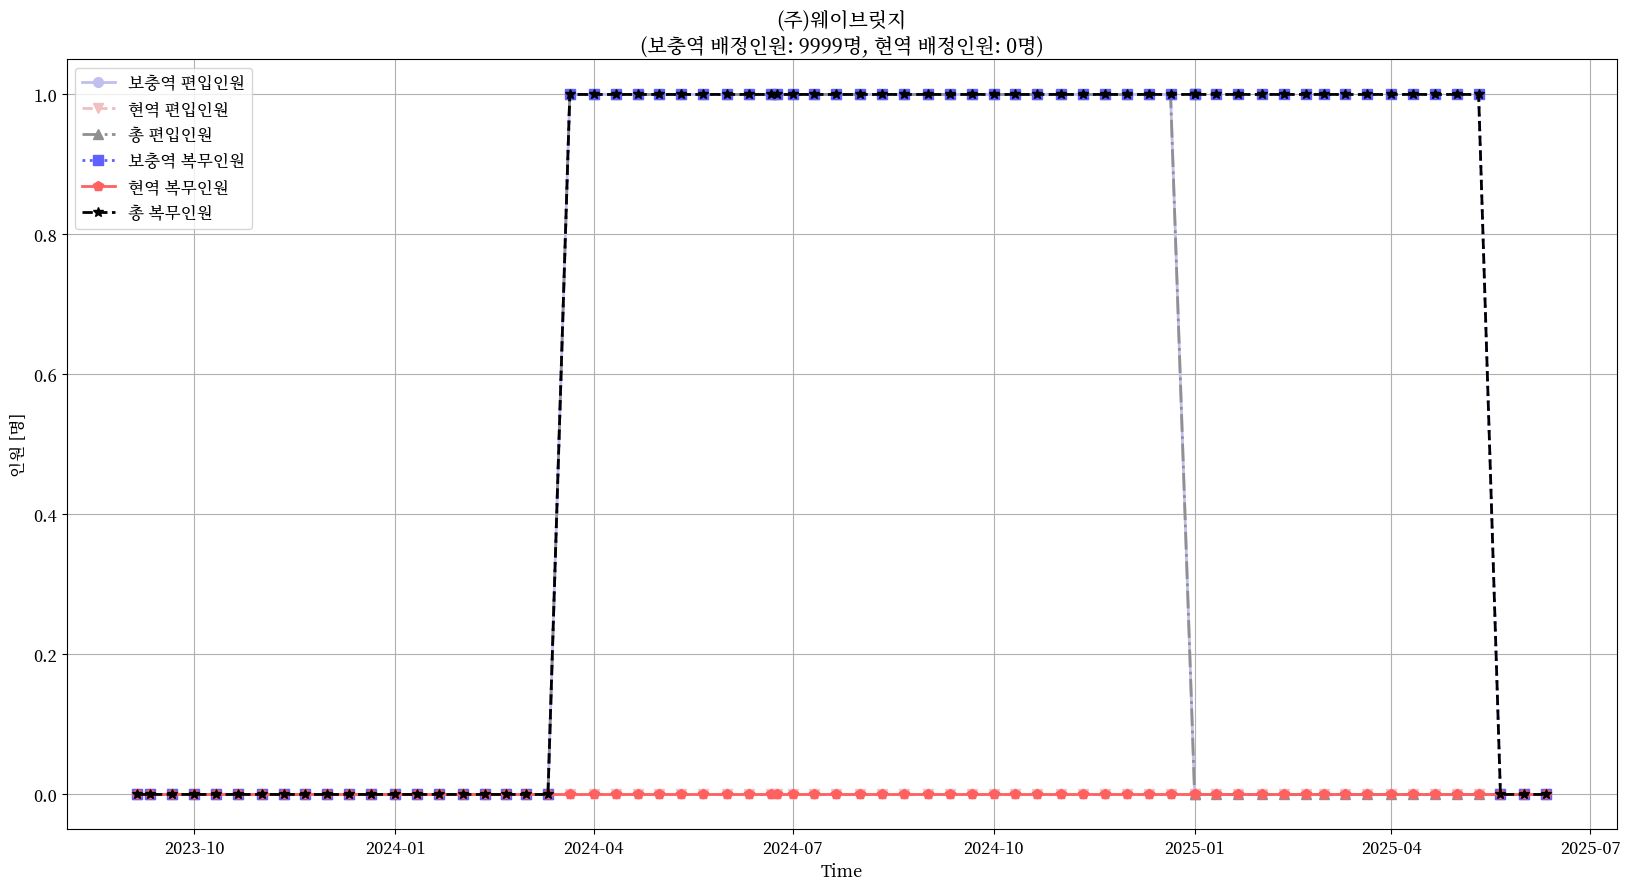 (주)웨이브릿지
(보충역 배정인원: 9999명, 현역 배정인원: 0명)
보충역 편입인원
현역 편입인원
총 편입인원
보충역 복무인원
현역 복무인원
총 복무인원
1.0
0.8
0.6
0.4
0.2
0.0
인원 [명]
2023-10
2024-01
2024-04
2024-07
2024-10
2025-01
2025-04
2025-07
Time